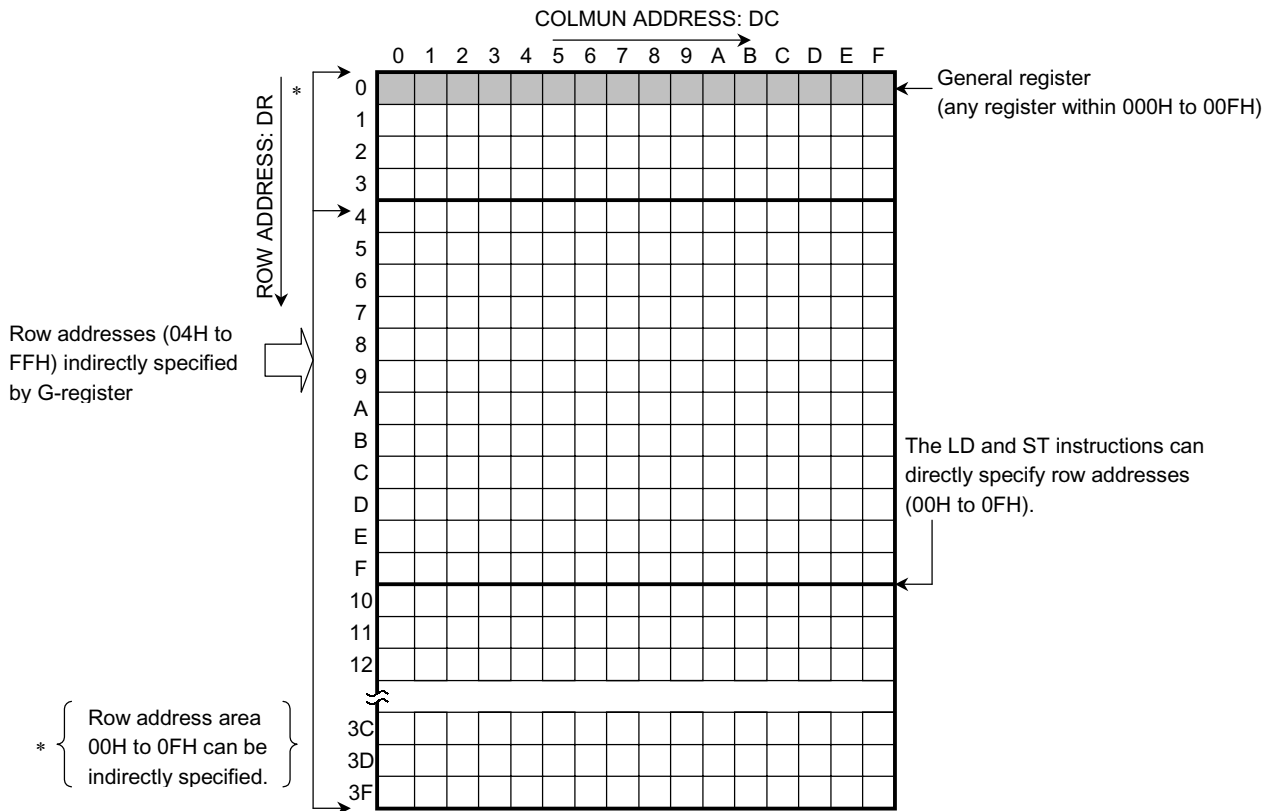 COLMUN ADDRESS: DC
0 1 2 3 4 5 6 7 8 9 A B C D E F
ROW ADDRESS: DR
*
0
1
2
3
4
5
6
7
8
9
A
B
C
D
E
F
10
11
12
3C
3D
3F
General register
(any register within 000H to 00FH)
Row addresses (04H to
FFH) indirectly specified
by G-register
The LD and ST instructions can
directly specify row addresses
(00H to 0FH).
*
Row address area
00H to 0FH can be
indirectly specified.